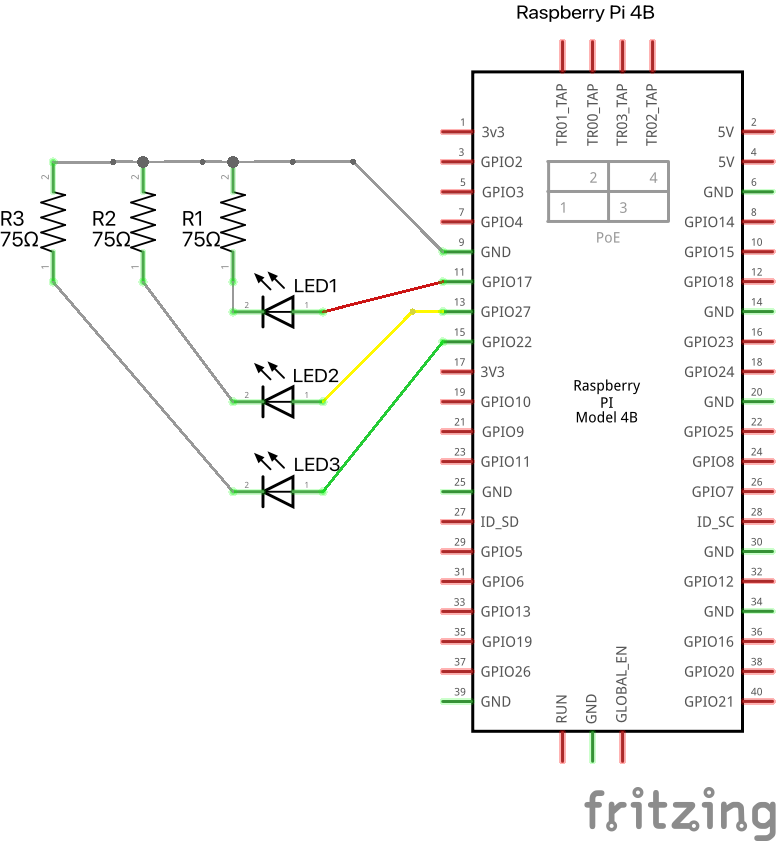 Raspberry Pi 4B
TR01_TAP
TR00_TAP
TR03_TAP
TR02_TAP
1 3v3 5V 2
3 GPIO2 5V 4
5 GPIO3 GND 6
7 GPIO4 GPIO14 8
9 GND GPIO15 10
11 GPIO17 GPIO18 12
13 GPIO27 GND 14
15 GPIO22 GPIO23 16
17 3V3 GPIO24 18
19 GPIO10 GND 20
21 GPIO9 GPIO25 22
23 GPIO11 GPIO8 24
25 GND GPIO7 26
27 ID_SD ID_SC 28
29 GPIO5 GND 30
31 GPIO6 GPIO12 32
33 GPIO13 GND 34
35 GPIO19 GPIO16 36
37 GPIO26 GPIO20 38
39 GND GPIO21 40
2 4
1 3
PoE
Raspberry
PI
Model 4B
RUN
GND
GLOBAL_EN
2 2 2
R3 R2 R1
75Ω 75Ω 75Ω
1 1 1
LED1
2 1
LED2
2 1
LED3
2 1
fritzing